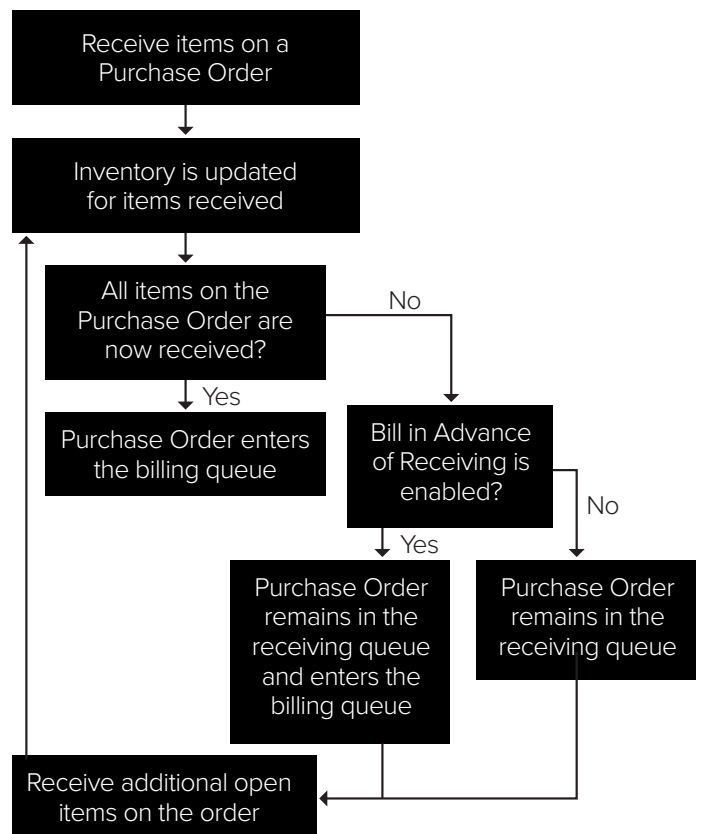 Receive items on a
Purchase Order
Inventory is updated
for items received
All items on the
Purchase Order are
now received?
No
Yes
Purchase Order enters
the billing queue
Bill in Advance
of Receiving is
enabled?
No
Yes
Purchase Order
remains in the
receiving queue
and enters the
billing queue
Purchase Order
remains in the
receiving queue
Receive additional open
items on the order